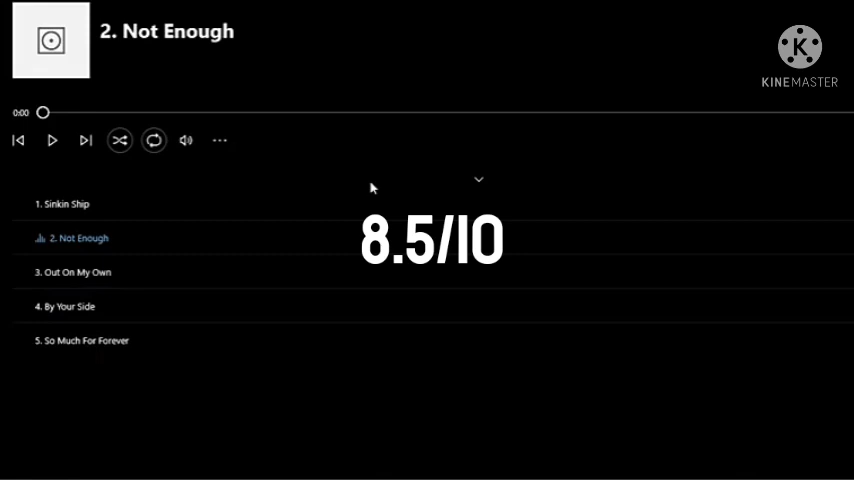 2. Not Enough
KINEMASTER
0:00
1. Sinkin Ship
2. Not Enough
8.5/10
3. Out On My Own
4. By Your Side
5. So Much For Forever